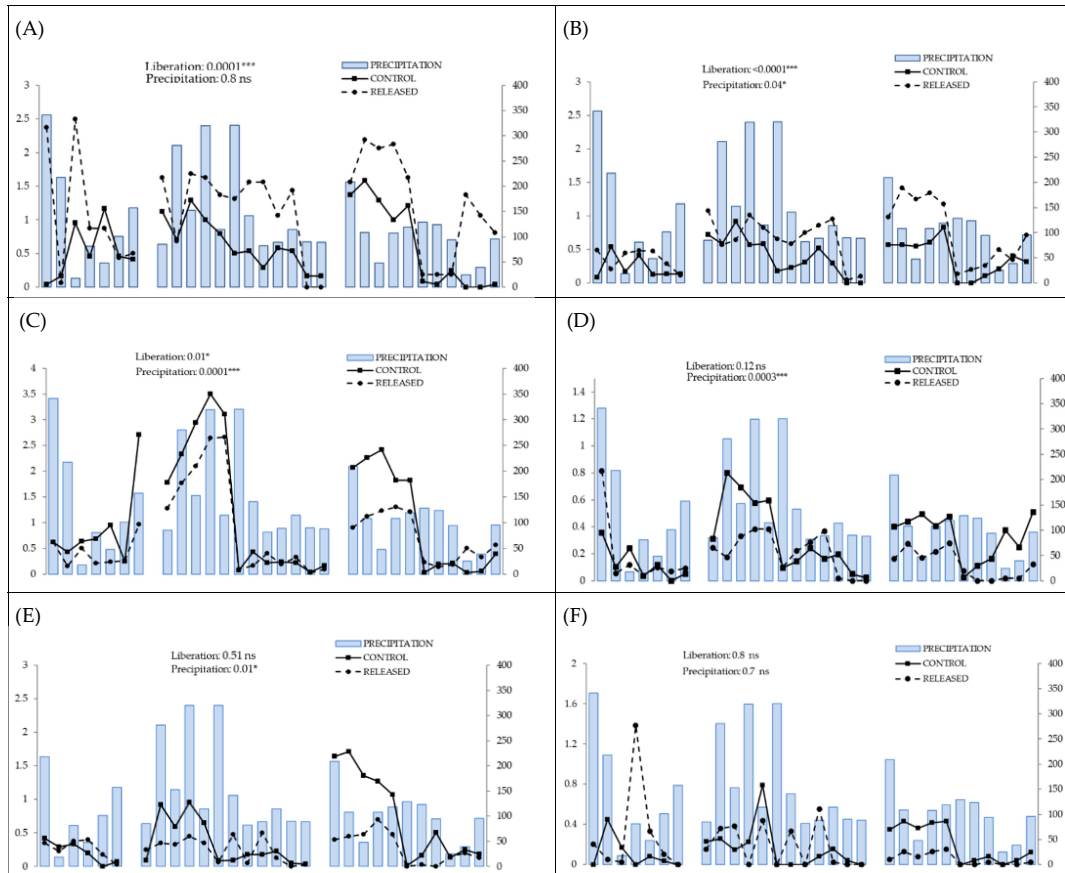 (A)
Liberation: 0.0001***
Precipitation: 0.8 ns
PRECIPITATION
CONTROL
RELEASED
3
2.5
2
1.5
1
0.5
0
400
350
300
250
200
150
100
50
0
(B)
Liberation: <0.0001***
Precipitation: 0.04*
PRECIPITATION
CONTROL
RELEASED
3
2.5
2
1.5
1
0.5
0
400
350
300
250
200
150
100
50
0
(C)
Liberation: 0.01*
Precipitation: 0.0001***
PRECIPITATION
CONTROL
RELEASED
4
3.5
3
2.5
2
1.5
1
0.5
0
400
350
300
250
200
150
100
50
0
(D)
Liberation: 0.12 ns
Precipitation: 0.0003***
PRECIPITATION
CONTROL
RELEASED
1.4
1.2
1
0.8
0.6
0.4
0.2
0
400
350
300
250
200
150
100
50
0
(E)
Liberation: 0.51 ns
Precipitation: 0.01*
PRECIPITATION
CONTROL
RELEASED
3
2.5
2
1.5
1
0.5
0
400
350
300
250
200
150
100
50
0
(F)
Liberation: 0.8 ns
Precipitation: 0.7 ns
PRECIPITATION
CONTROL
RELEASED
2
1.6
1.2
0.8
0.4
0
400
350
300
250
200
150
100
50
0